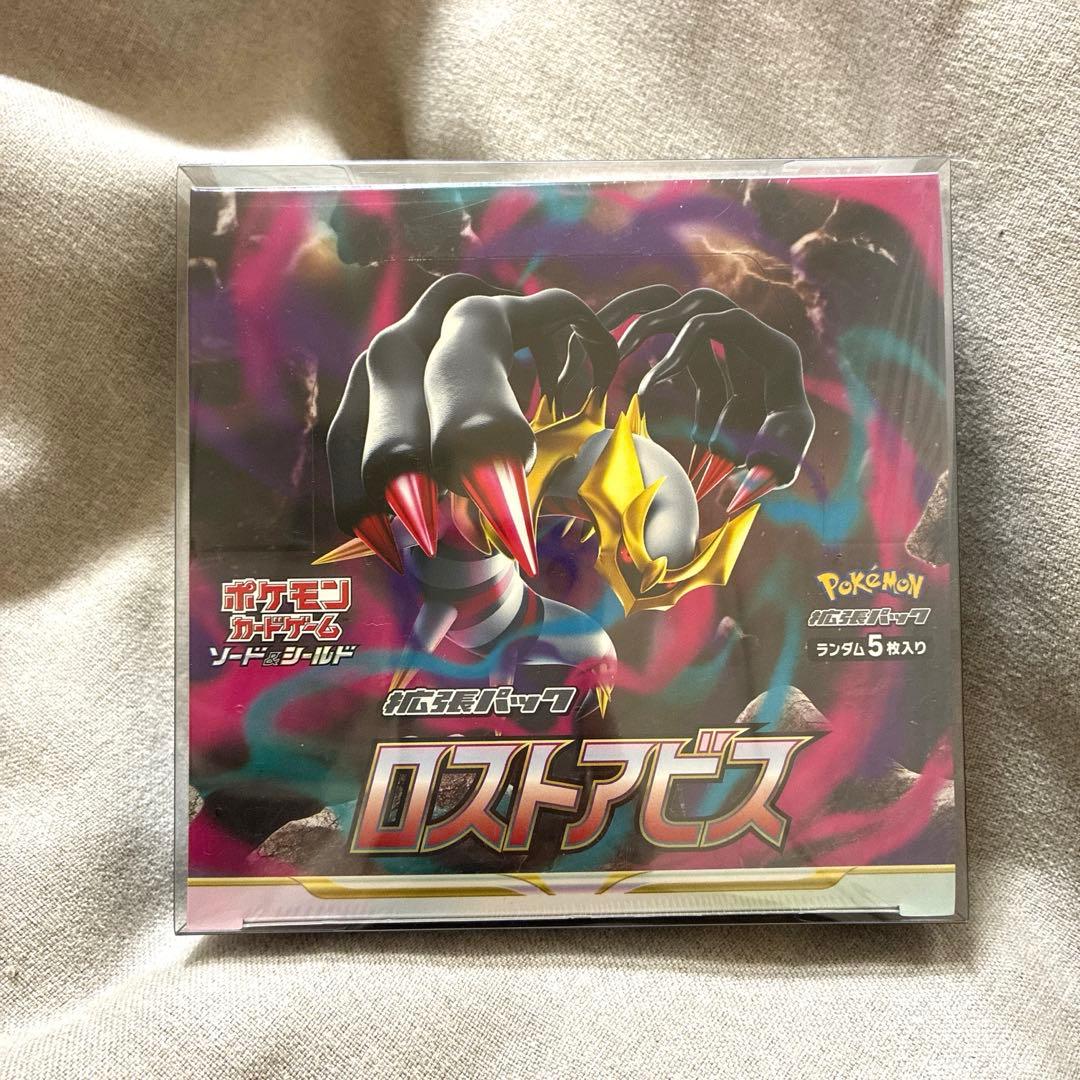 ポケモン
カードゲーム
ソード&シールド
POKéMON
拡張パック
ランダム5枚入り
拡張パック
ロストアビス